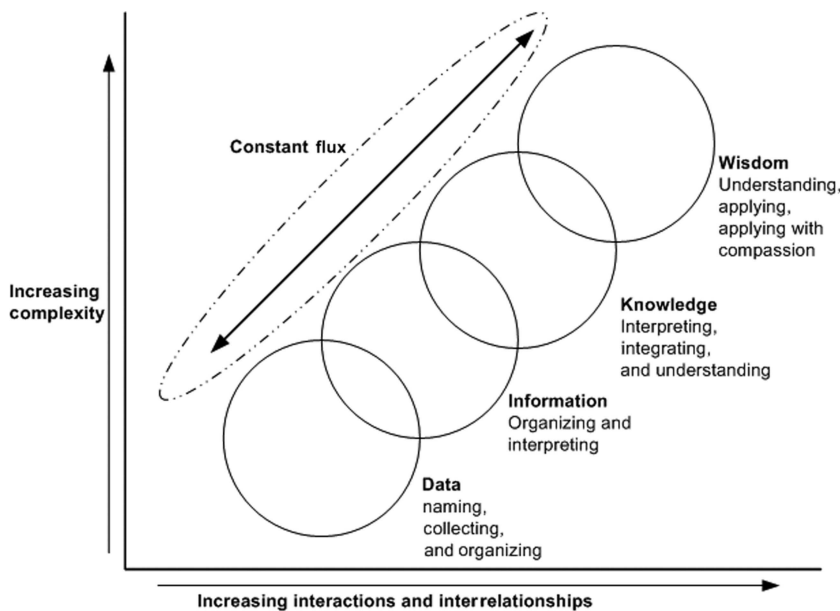 Constant flux
Wisdom
Understanding,
applying,
applying with
compassion
Increasing
complexity
Knowledge
Interpreting,
integrating,
and understanding
Information
Organizing and
interpreting
Data
naming,
collecting,
and organizing
Increasing interactions and interrelationships